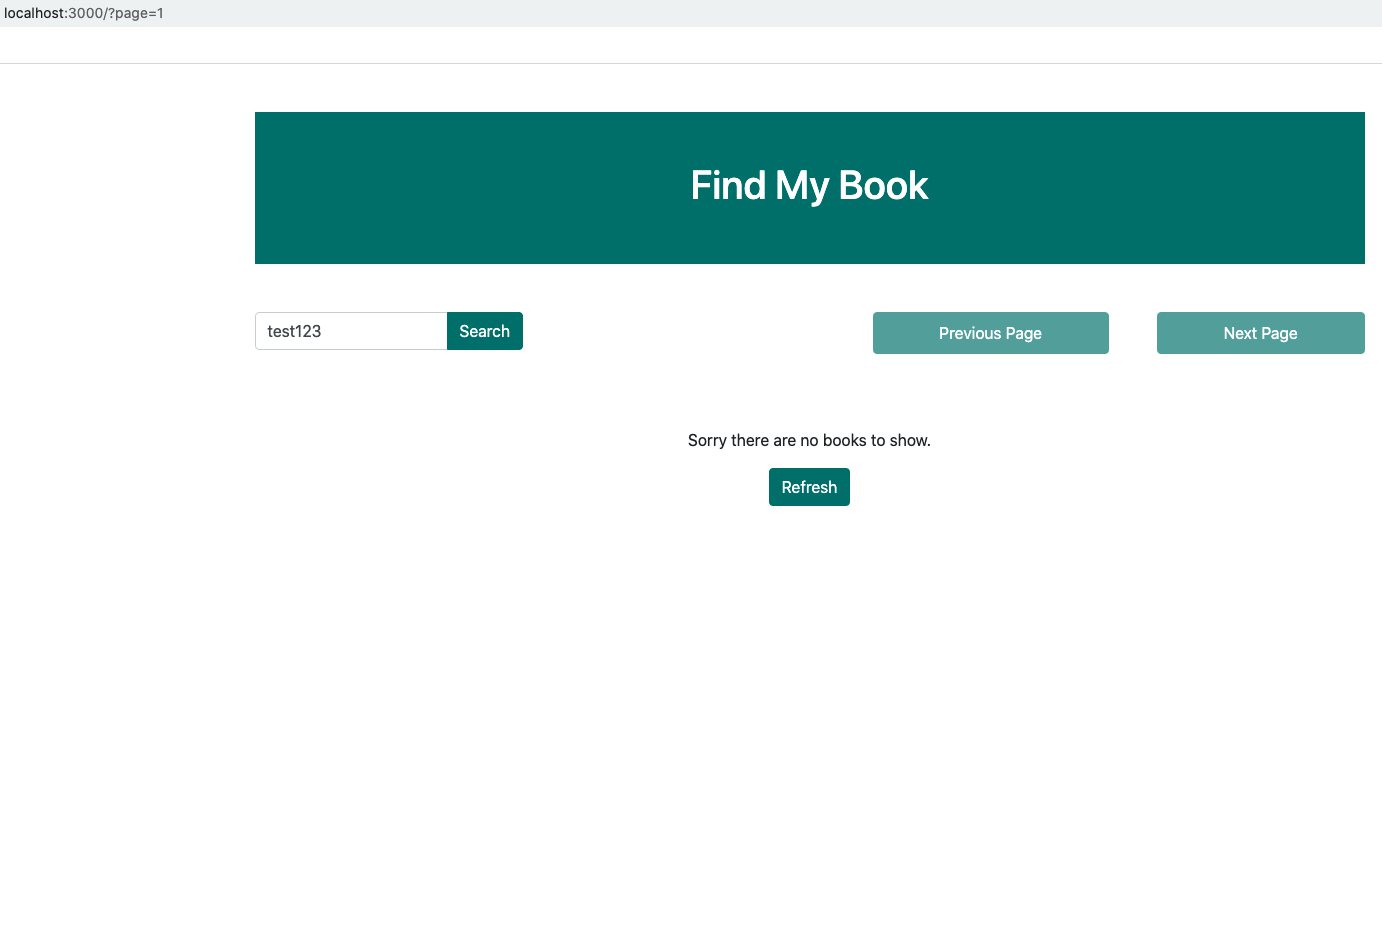 localhost:3000/?page=1
Find My Book
test123 Search Previous Page Next Page
Sorry there are no books to show.
Refresh